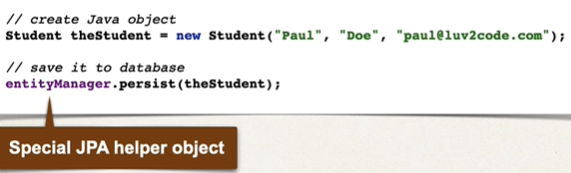 // create Java object
Student theStudent = new Student("Paul", "Doe", "paul@luv2code.com");
// save it to database
entityManager.persist(theStudent);
Special JPA helper object